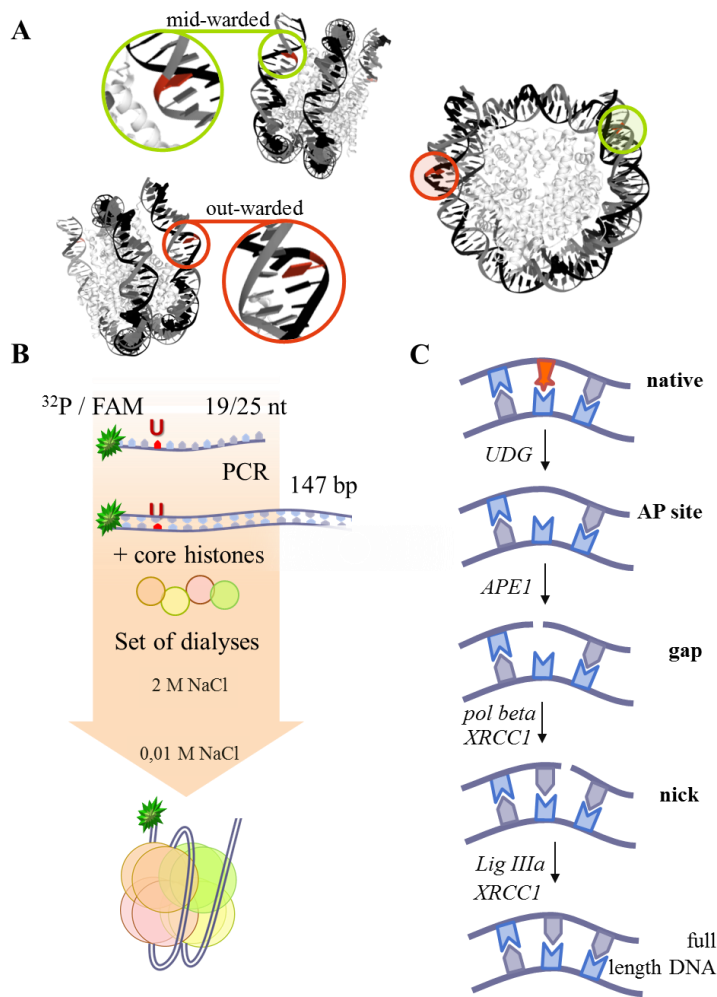 A
mid-warded
out-warded
B
³²P / FAM 19/25 nt
U
PCR
147 bp
U
+ core histones
Set of dialyses
2 M NaCl
0,01 M NaCl
C
native
UDG
AP site
APE1
gap
pol beta
XRCC1
nick
Lig IIIa
XRCC1
full
length DNA